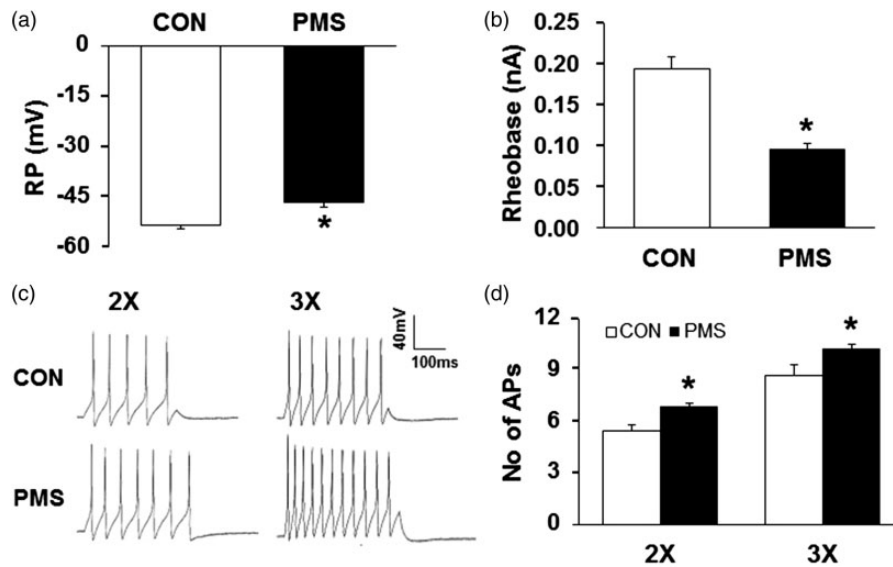 (a)
CON PMS
0
-15
-30
-45
-60
RP (mV)
*
(b)
0.20
0.15
0.10
0.05
0.00
Rheobase (nA)
*
CON PMS
(c)
2X 3X
40mV
100ms
CON
PMS
(d)
12
9
6
3
0
No of APs
CON PMS
*
*
2X 3X